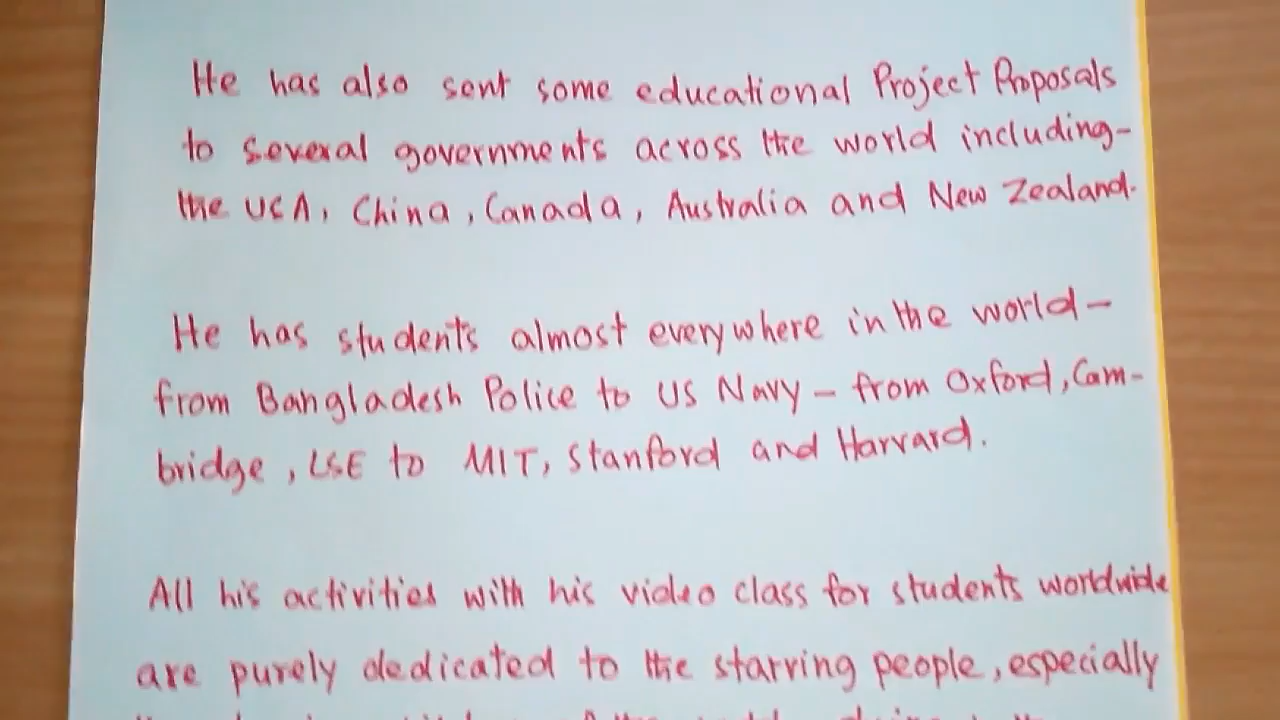 He has also sent some educational Project Proposals
to several governments across the world including-
the USA, China, Canada, Australia and New Zealand.
He has students almost everywhere in the world-
from Bangladesh Police to US Navy - from Oxford, Cam-
bridge, LSE to MIT, Stanford and Harvard.
All his activities with his video class for students worldwide
are purely dedicated to the starving people, especially